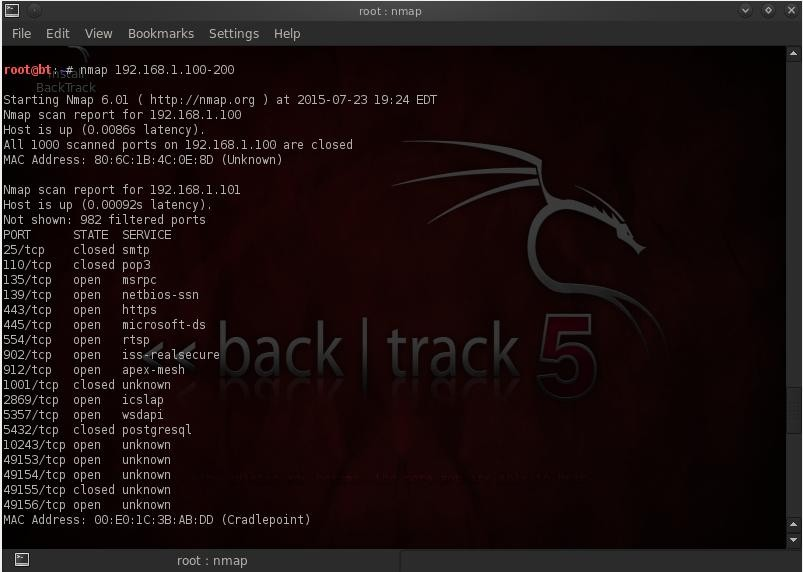 root : nmap
File Edit View Bookmarks Settings Help
root@bt:~# nmap 192.168.1.100-200
Install
BackTrack
Starting Nmap 6.01 ( http://nmap.org ) at 2015-07-23 19:24 EDT
Nmap scan report for 192.168.1.100
Host is up (0.0086s latency).
All 1000 scanned ports on 192.168.1.100 are closed
MAC Address: 80:6C:1B:4C:0E:8D (Unknown)
Nmap scan report for 192.168.1.101
Host is up (0.00092s latency).
Not shown: 982 filtered ports
PORT STATE SERVICE
25/tcp closed smtp
110/tcp closed pop3
135/tcp open msrpc
139/tcp open netbios-ssn
443/tcp open https
445/tcp open microsoft-ds
554/tcp open rtsp
902/tcp open iss-realsecure
912/tcp open apex-mesh
1001/tcp closed unknown
2869/tcp open icslap
5357/tcp open wsdapi
5432/tcp closed postgresql
10243/tcp open unknown
49153/tcp open unknown
49154/tcp open unknown
49155/tcp closed unknown
49156/tcp open unknown
MAC Address: 00:E0:1C:3B:AB:DD (Cradlepoint)
<< back | track 5
root : nmap